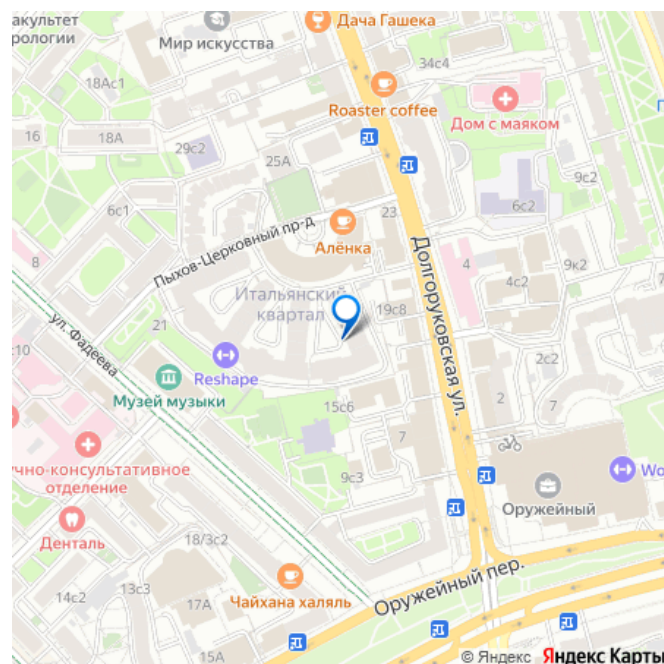 акультет
рологии
Мир искусства
Дача Гашека
18Ас1
34с4
Roaster coffee
Дом с маяком
16
18А
29с2
25А
9с2
6с1
23
6с2
Алёнка
Пыхов-Церковный пр-д
8
Итальянский
квартал
4
4с2
9к2
19с8
Долгоруковская ул.
ул. Фадеева
21
с10
Reshape
2с2
Музей музыки
15с6
7
2
7
чно-консультативное
отделение
9с3
Wo
Оружейный
Денталь
18/3с2
13с3
14с2
17А
Чайхана халяль
Оружейный пер.
© Яндекс Яндекс Карты